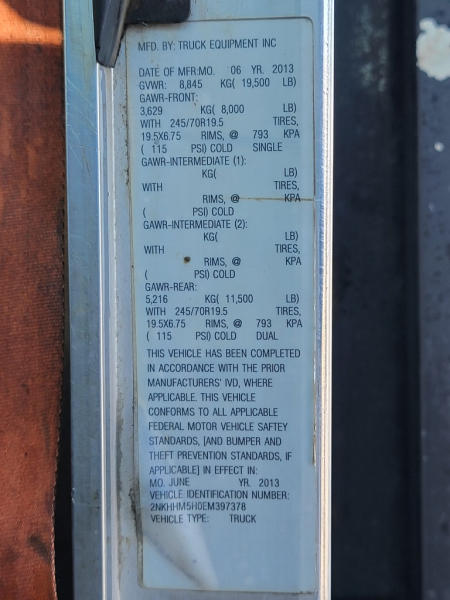 MFD. BY: TRUCK EQUIPMENT INC
DATE OF MFR:MO. 06 YR. 2013
GVWR: 8,845 KG( 19,500 LB)
GAWR-FRONT:
3,629 KG( 8,000 LB)
WITH 245/70R19.5 TIRES,
19.5X6.75 RIMS, @ 793 KPA
( 115 PSI) COLD SINGLE
GAWR-INTERMEDIATE (1):
KG( LB)
WITH TIRES,
RIMS, @ KPA
( PSI) COLD
GAWR-INTERMEDIATE (2):
KG( LB)
WITH TIRES,
RIMS, @ KPA
( PSI) COLD
GAWR-REAR:
5,216 KG( 11,500 LB)
WITH 245/70R19.5 TIRES,
19.5X6.75 RIMS, @ 793 KPA
( 115 PSI) COLD DUAL
THIS VEHICLE HAS BEEN COMPLETED
IN ACCORDANCE WITH THE PRIOR
MANUFACTURERS' IVD, WHERE
APPLICABLE. THIS VEHICLE
CONFORMS TO ALL APPLICABLE
FEDERAL MOTOR VEHICLE SAFTEY
STANDARDS, [AND BUMPER AND
THEFT PREVENTION STANDARDS, IF
APPLICABLE] IN EFFECT IN:
MO. JUNE YR. 2013
VEHICLE IDENTIFICATION NUMBER:
2NKHHM5H0EM397378
VEHICLE TYPE: TRUCK